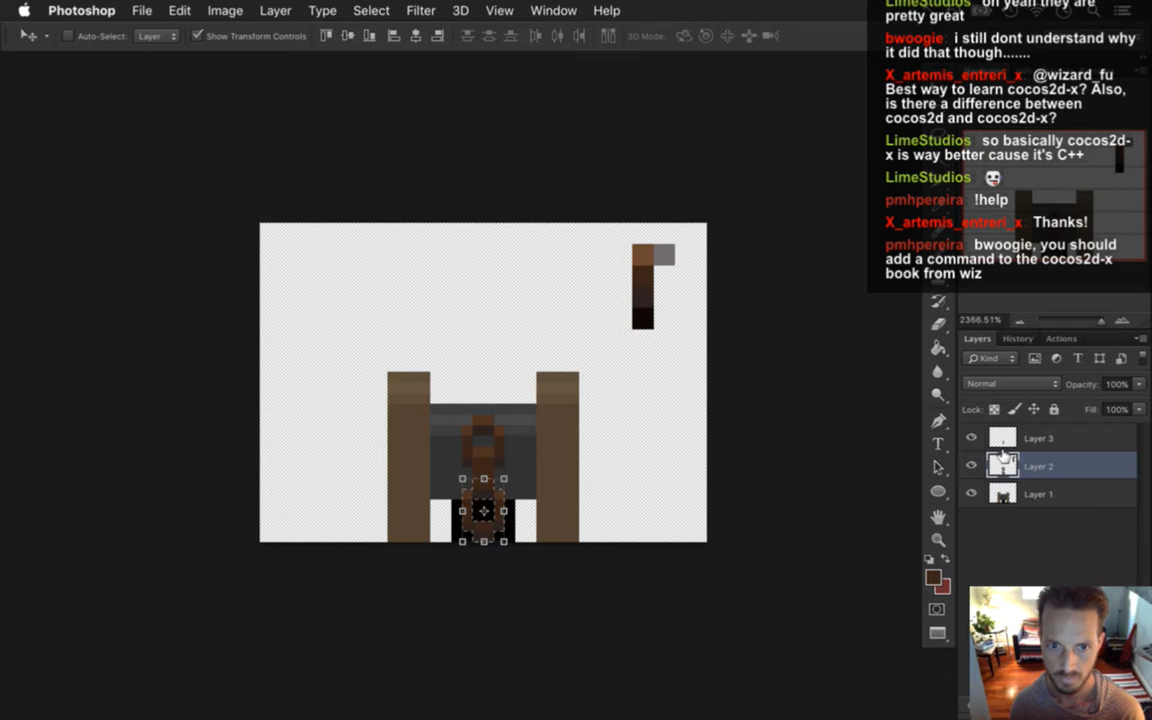 Photoshop File Edit Image Layer Type Select Filter 3D View Window Help
Auto-Select: Layer Show Transform Controls 3D Mode:
LimeStudios oh yeah they are
pretty great
bwoogie i still dont understand why
it did that though.......
X_artemis_entreri_x @wizard_fu
Best way to learn cocos2d-x? Also,
is there a difference between
cocos2d and cocos2d-x?
LimeStudios so basically cocos2d-
x is way better cause it's C++
LimeStudios
pmhpereira !help
X_artemis_entreri_x Thanks!
pmhpereira bwoogie, you should
add a command to the cocos2d-x
book from wiz
2366.51%
Layers History Actions
Kind
Normal Opacity: 100%
Lock: Fill: 100%
Layer 3
Layer 2
Layer 1